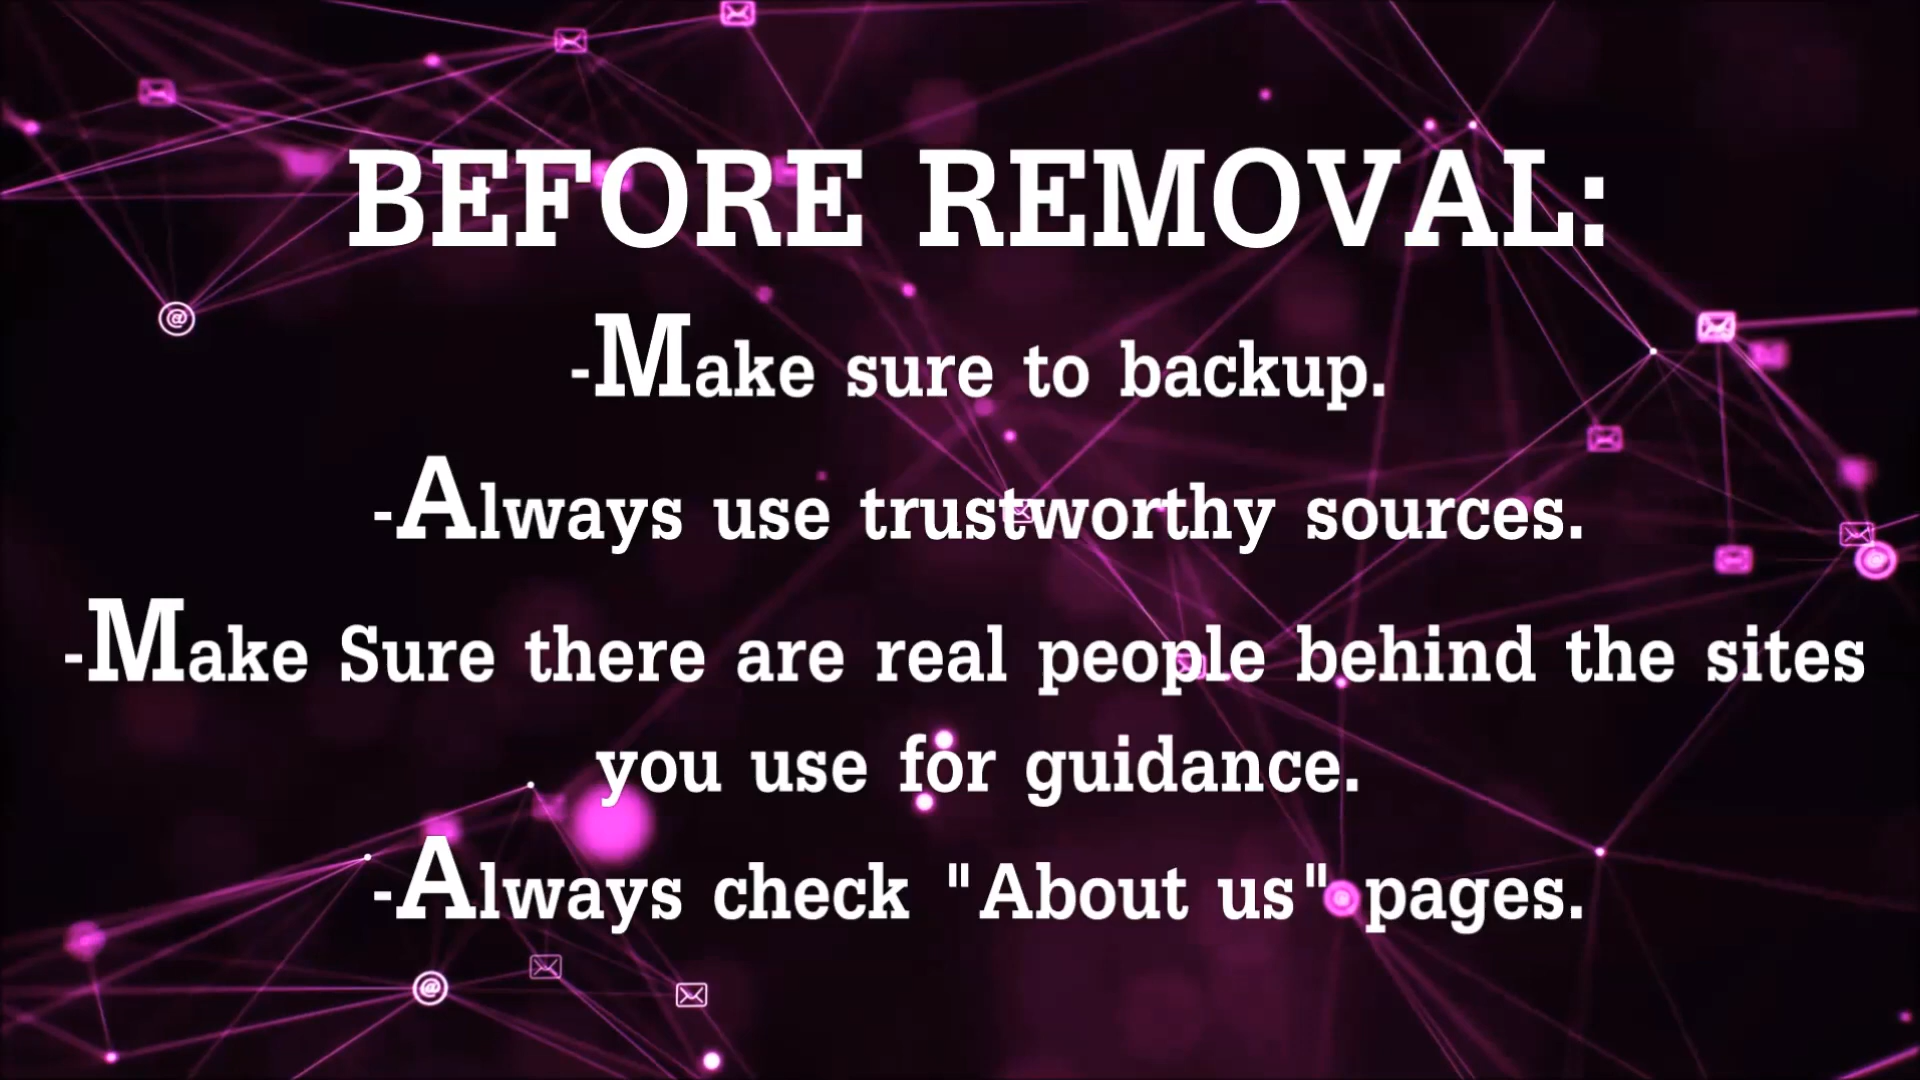 BEFORE REMOVAL:
-Make sure to backup.
-Always use trustworthy sources.
-Make Sure there are real people behind the sites
you use for guidance.
-Always check "About us" pages.